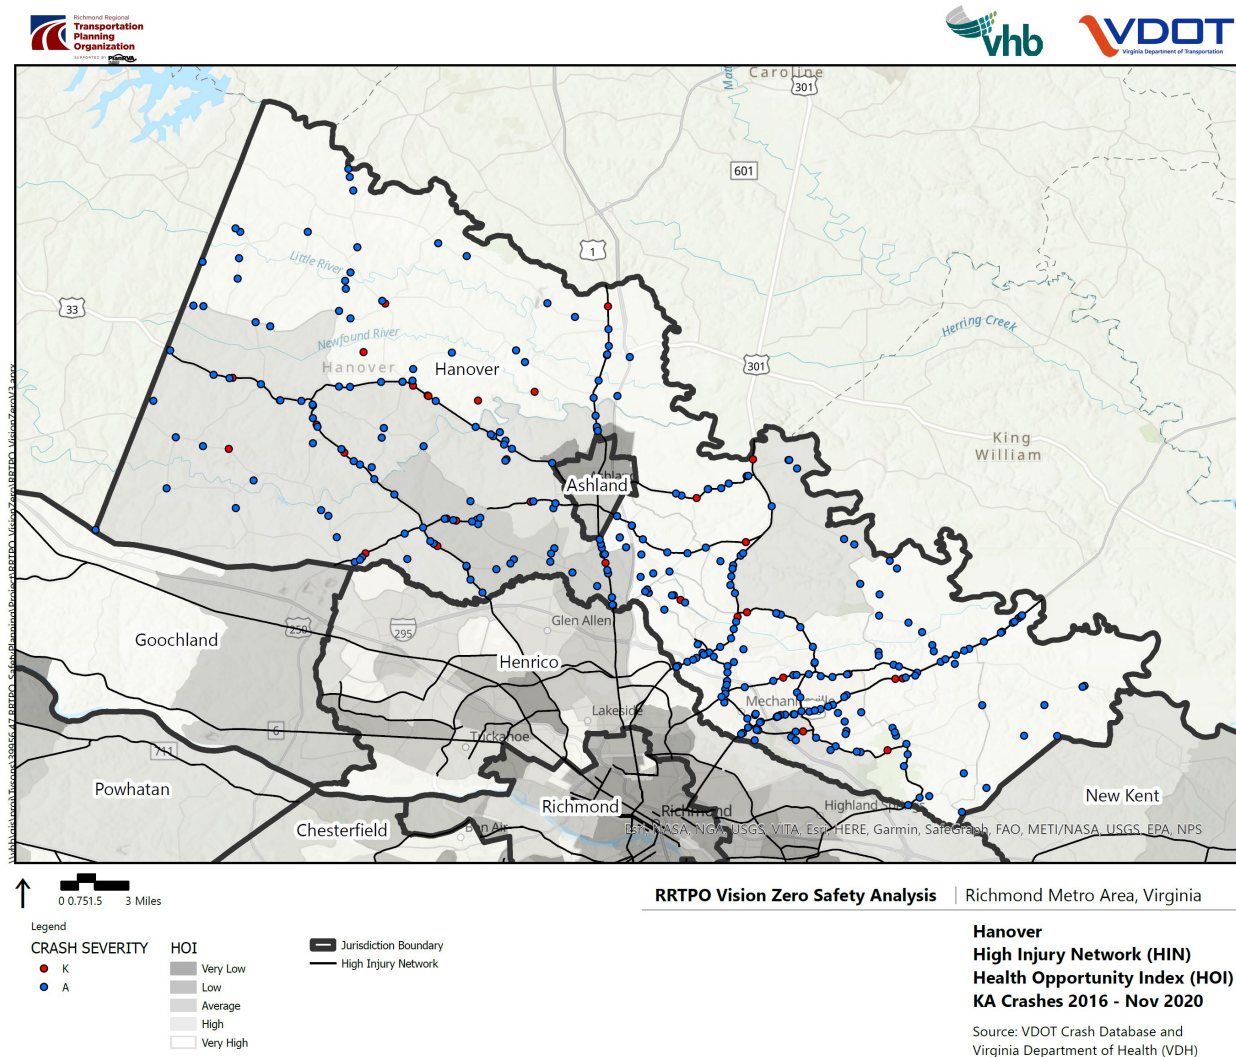 Richmond Regional
Transportation
Planning
Organization
SUPPORTED BY PlanRVA
vhb
VDOT
Virginia Department of Transportation
Caroline
301
601
1
Little River
33
Newfound River
Herring Creek
301
Hanover
Hanover
King
William
Ashland
Glen Allen
Goochland
250
295
Henrico
Lakeside
Mechanicsville
6
Tuckahoe
711
Powhatan
Richmond
Richmond
Highland Springs
New Kent
Chesterfield
Bon Air
Esri, NASA, NGA, USGS, VITA, Esri, HERE, Garmin, SafeGraph, FAO, METI/NASA, USGS, EPA, NPS
0 0.751.5 3 Miles
RRTPO Vision Zero Safety Analysis | Richmond Metro Area, Virginia
Legend
CRASH SEVERITY
K
A
HOI
Very Low
Low
Average
High
Very High
Jurisdiction Boundary
High Injury Network
Hanover
High Injury Network (HIN)
Health Opportunity Index (HOI)
KA Crashes 2016 - Nov 2020
Source: VDOT Crash Database and
Virginia Department of Health (VDH)